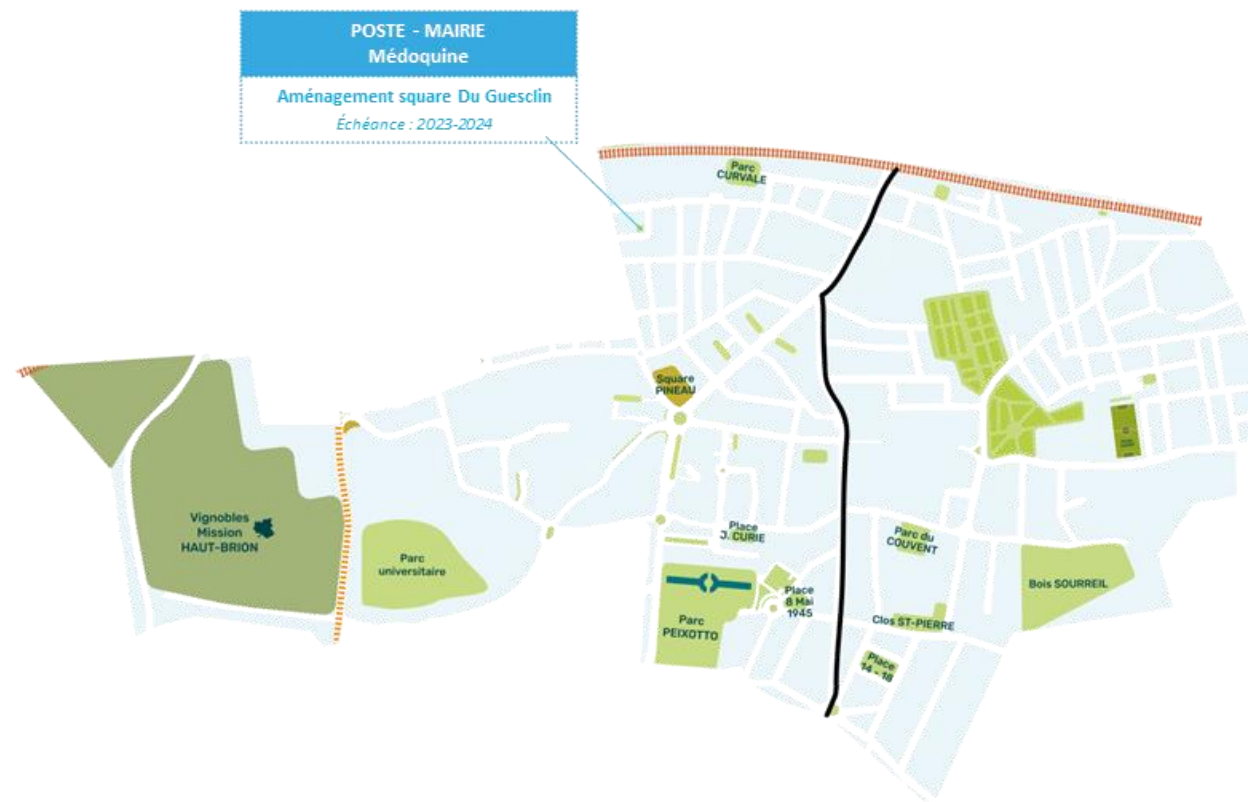 POSTE - MAIRIE
Médoquine
Aménagement square Du Guesclin
Échéance : 2023-2024
Parc
CURVALE
Square
PINEAU
Vignobles
Mission
HAUT-BRION
Parc
universitaire
Place
J. CURIE
Parc du
COUVENT
Bois SOURREIL
Place
8 Mai
1945
Parc
PEIXOTTO
Clos ST-PIERRE
Place
14 - 18